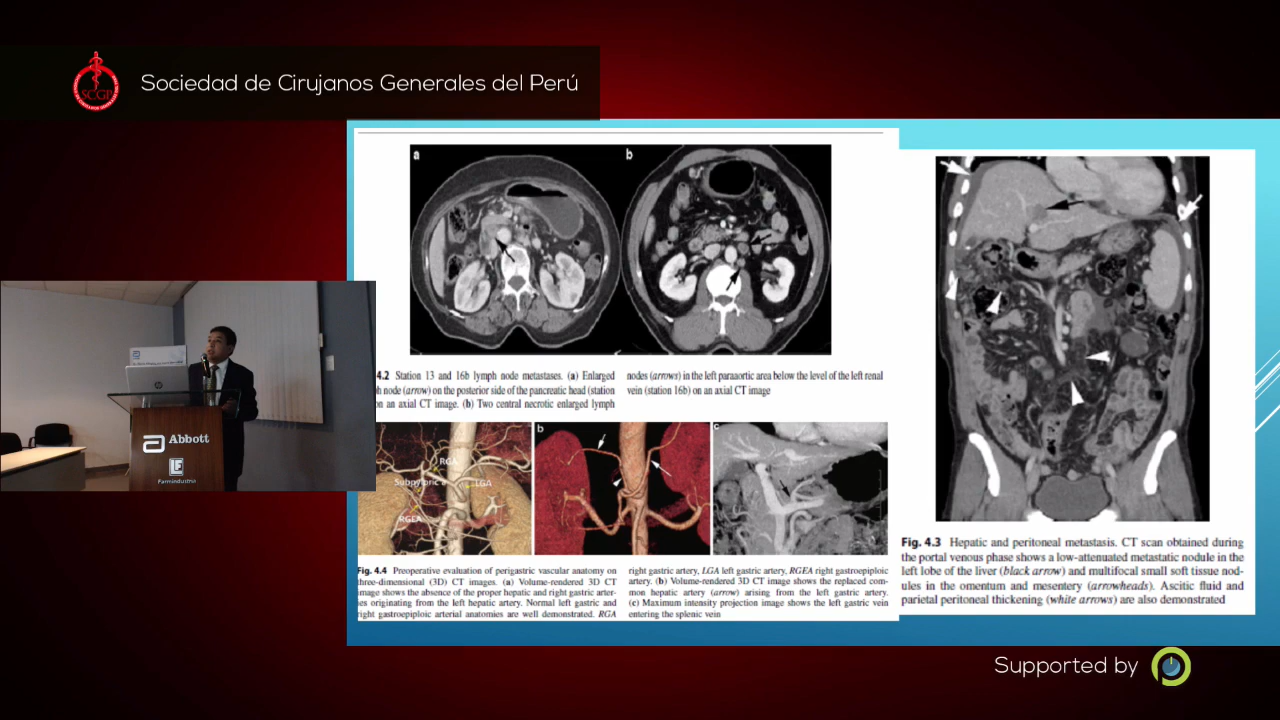 Sociedad de Cirujanos Generales del Perú
SCGP
a
b
4.2 Station 13 and 16b lymph node metastases. (a) Enlarged
node (arrow) on the posterior side of the pancreatic head (station
on an axial CT image. (b) Two central necrotic enlarged lymph
nodes (arrows) in the left paraaortic area below the level of the left renal
vein (station 16b) on an axial CT image
RGA
Subpyloric a
LGA
RGEA
b
c
Fig. 4.4 Preoperative evaluation of perigastric vascular anatomy on
three-dimensional (3D) CT images. (a) Volume-rendered 3D CT
image shows the absence of the proper hepatic and right gastric arter-
ies originating from the left hepatic artery. Normal left gastric and
right gastroepiploic arterial anatomies are well demonstrated. RGA
right gastric artery, LGA left gastric artery, RGEA right gastroepiploic
artery. (b) Volume-rendered 3D CT image shows the replaced com-
mon hepatic artery (arrow) arising from the left gastric artery.
(c) Maximum intensity projection image shows the left gastric vein
entering the splenic vein
Fig. 4.3 Hepatic and peritoneal metastasis. CT scan obtained during
the portal venous phase shows a low-attenuated metastatic nodule in the
left lobe of the liver (black arrow) and multifocal small soft tissue nod-
ules in the omentum and mesentery (arrowheads). Ascitic fluid and
parietal peritoneal thickening (white arrows) are also demonstrated
Abbott
Farmindustria
Supported by